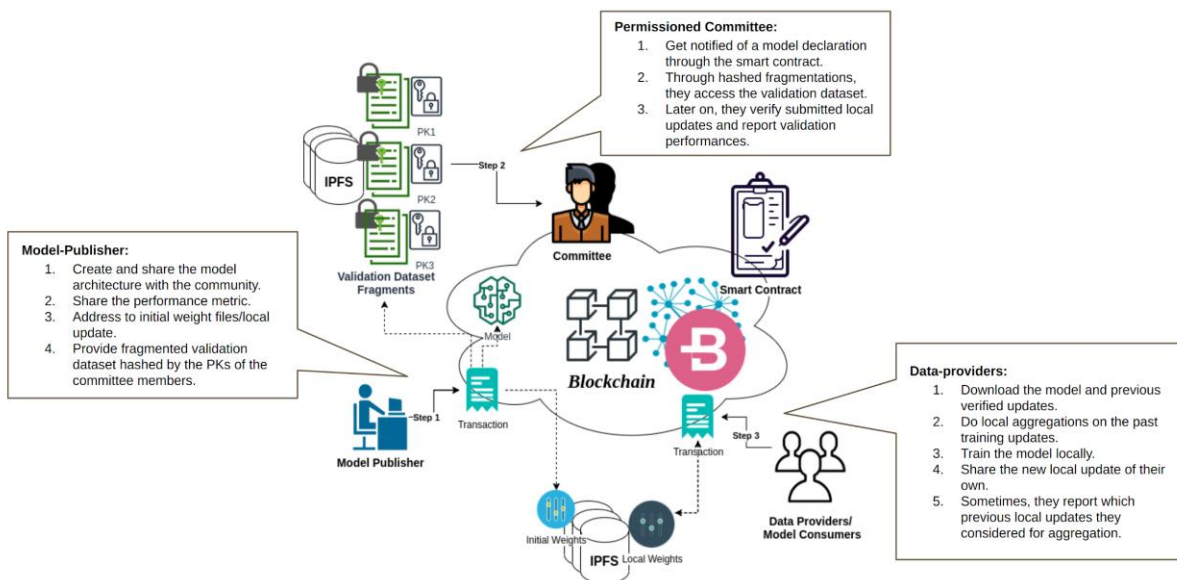 Permissioned Committee:
1. Get notified of a model declaration
through the smart contract.
2. Through hashed fragmentations,
they access the validation dataset.
3. Later on, they verify submitted local
updates and report validation
performances.
PK1
IPFS
PK2
Step 2
PK3
Validation Dataset
Fragments
Committee
Smart Contract
Model-Publisher:
1. Create and share the model
architecture with the community.
2. Share the performance metric.
3. Address to initial weight files/local
update.
4. Provide fragmented validation
dataset hashed by the PKs of the
committee members.
Model
Blockchain
B
Step 1
Transaction
Model Publisher
Transaction
Step 3
Data Providers/
Model Consumers
Data-providers:
1. Download the model and previous
verified updates.
2. Do local aggregations on the past
training updates.
3. Train the model locally.
4. Share the new local update of their
own.
5. Sometimes, they report which
previous local updates they
considered for aggregation.
Initial Weights
IPFS
Local Weights